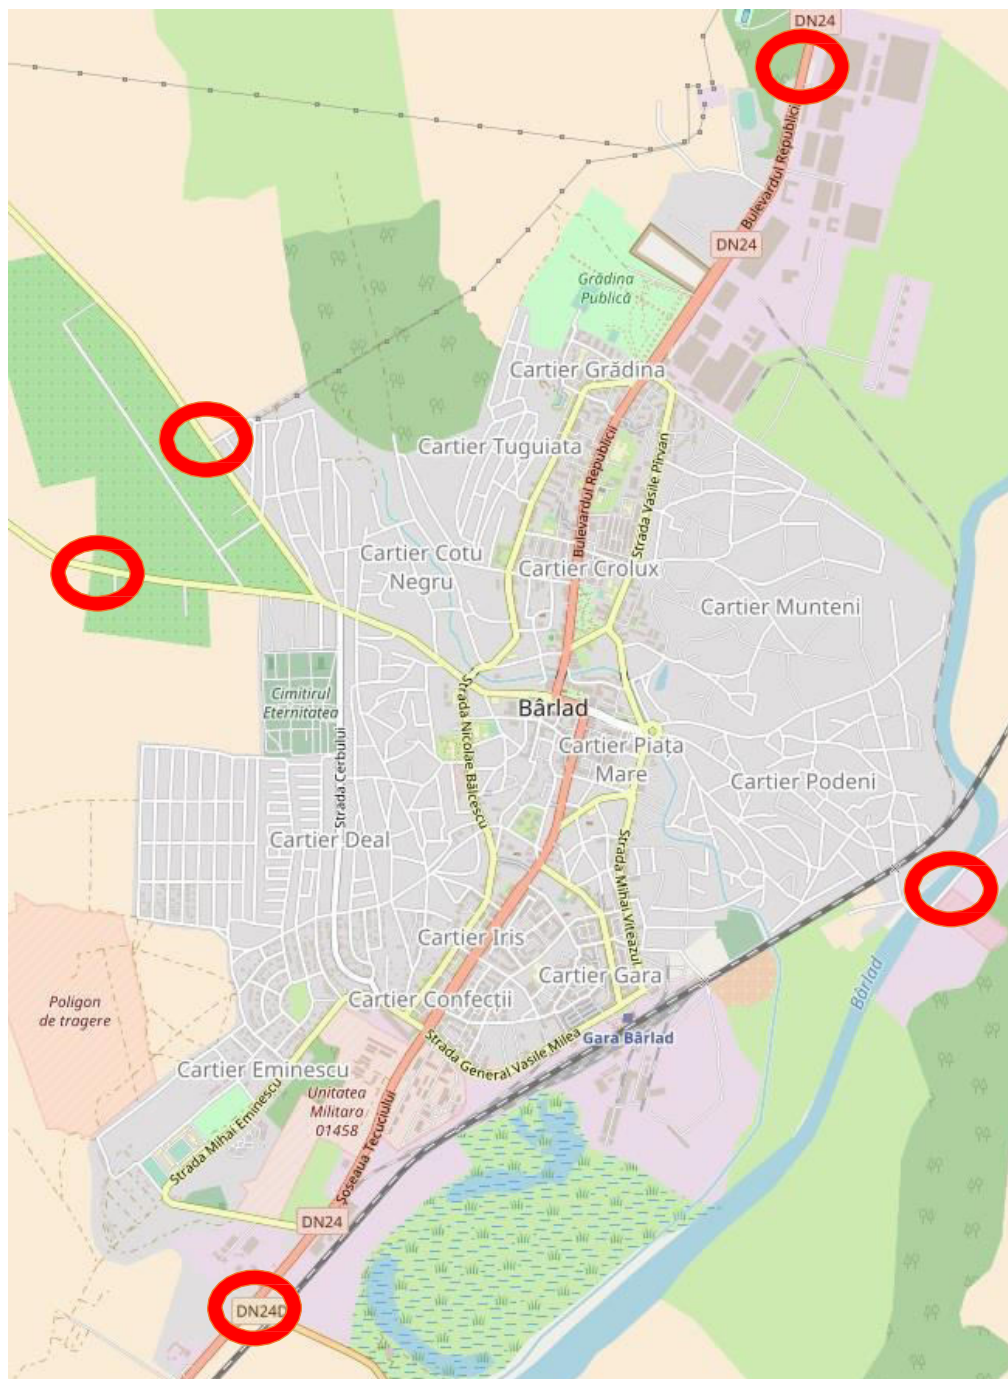 DN24
Bulevardul Republicii
DN24
Grădina
Publică
Cartier Grădina
Cartier Tuguiata
Bulevardul Republicii
Strada Vasile Pîrvan
Cartier Cotu
Negru
Cartier Crolux
Cartier Munteni
Cimitirul
Eternitatea
Strada Nicolae Bălcescu
Bârlad
Cartier Piața
Mare
Cartier Podeni
Strada Cerbului
Cartier Deal
Strada Mihai Viteazul
Cartier Iris
Cartier Gara
Bârlad
Poligon
de tragere
Cartier Confecții
Strada General Vasile Milea
Gara Bârlad
Cartier Eminescu
Unitatea
Militara
01458
Strada Mihai Eminescu
Șoseaua Tecuciului
DN24
DN24D